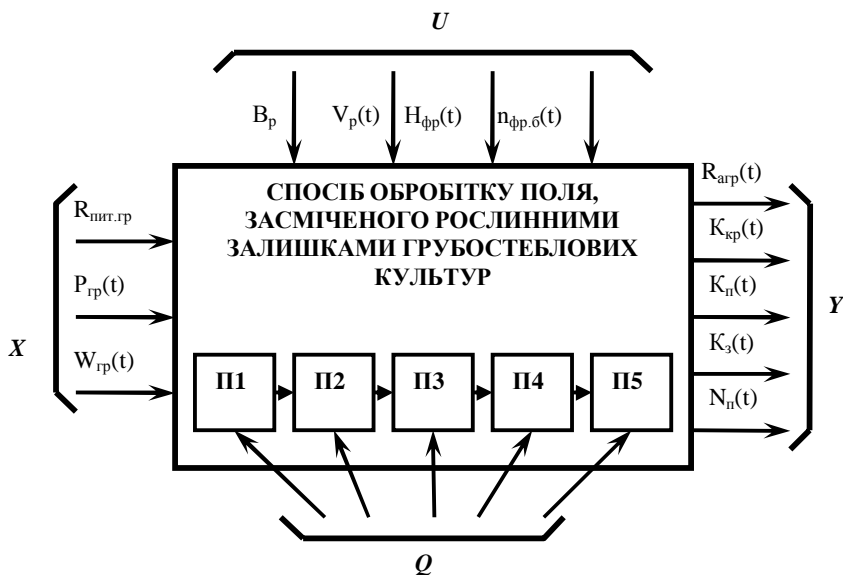 U
Bр Vр(t) Hфр(t) nфр.б(t)
СПОСІБ ОБРОБІТКУ ПОЛЯ,
ЗАСМІЧЕНОГО РОСЛИННИМИ
ЗАЛИШКАМИ ГРУБОСТЕБЛОВИХ
КУЛЬТУР
X
Rпит.гр
Pгр(t)
Wгр(t)
П1 П2 П3 П4 П5
Rагр(t)
Kкр(t)
Kп(t)
Kз(t)
Nп(t)
Y
Q